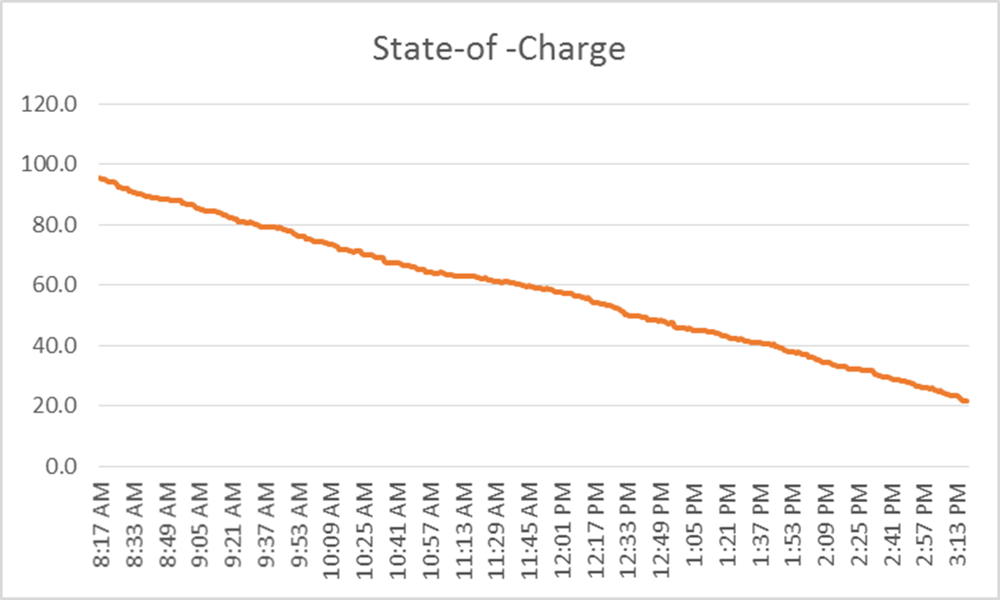 State-of -Charge
120.0
100.0
80.0
60.0
40.0
20.0
0.0
8:17 AM
8:33 AM
8:49 AM
9:05 AM
9:21 AM
9:37 AM
9:53 AM
10:09 AM
10:25 AM
10:41 AM
10:57 AM
11:13 AM
11:29 AM
11:45 AM
12:01 PM
12:17 PM
12:33 PM
12:49 PM
1:05 PM
1:21 PM
1:37 PM
1:53 PM
2:09 PM
2:25 PM
2:41 PM
2:57 PM
3:13 PM